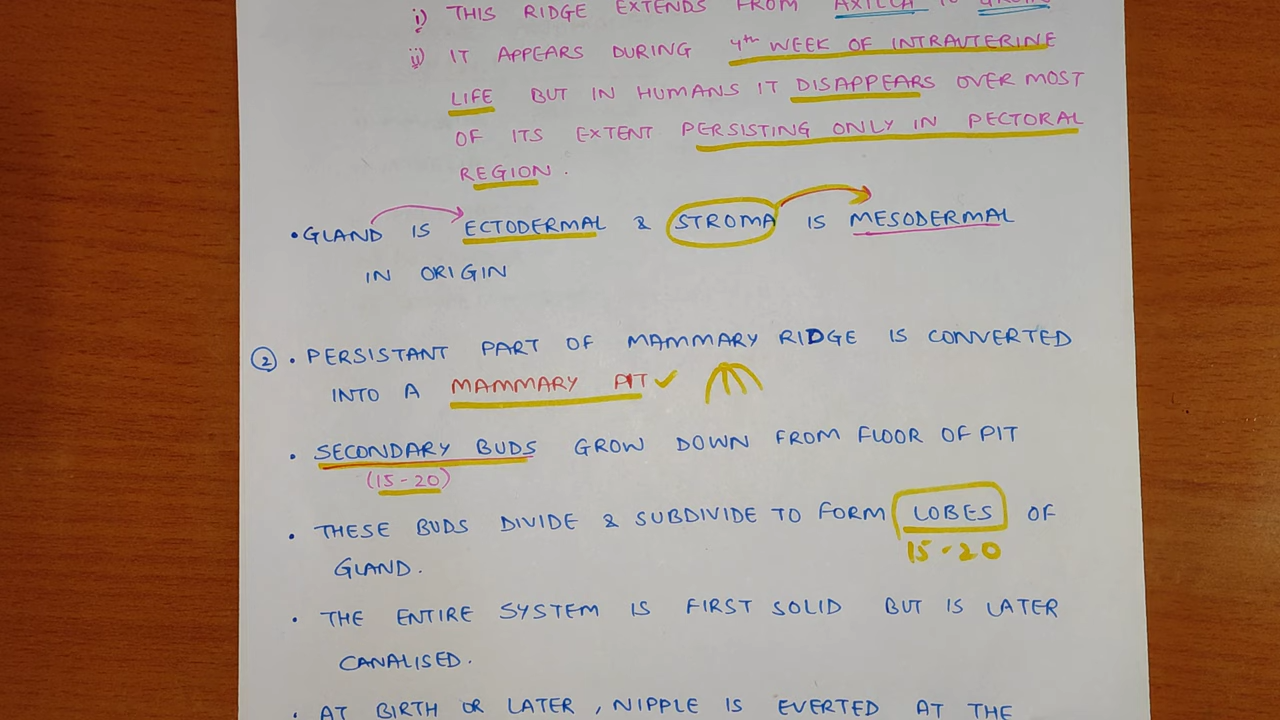 i) THIS RIDGE EXTENDS FROM AXILLA TO GROIN
ii) IT APPEARS DURING 4th WEEK OF INTRAUTERINE
LIFE BUT IN HUMANS IT DISAPPEARS OVER MOST
OF ITS EXTENT PERSISTING ONLY IN PECTORAL
REGION.
• GLAND IS ECTODERMAL & STROMA IS MESODERMAL
IN ORIGIN
② • PERSISTANT PART OF MAMMARY RIDGE IS CONVERTED
INTO A MAMMARY PIT ✓
• SECONDARY BUDS GROW DOWN FROM FLOOR OF PIT
(15-20)
• THESE BUDS DIVIDE & SUBDIVIDE TO FORM LOBES OF
15-20
GLAND.
• THE ENTIRE SYSTEM IS FIRST SOLID BUT IS LATER
CANALISED.
• AT BIRTH OR LATER, NIPPLE IS EVERTED AT THE